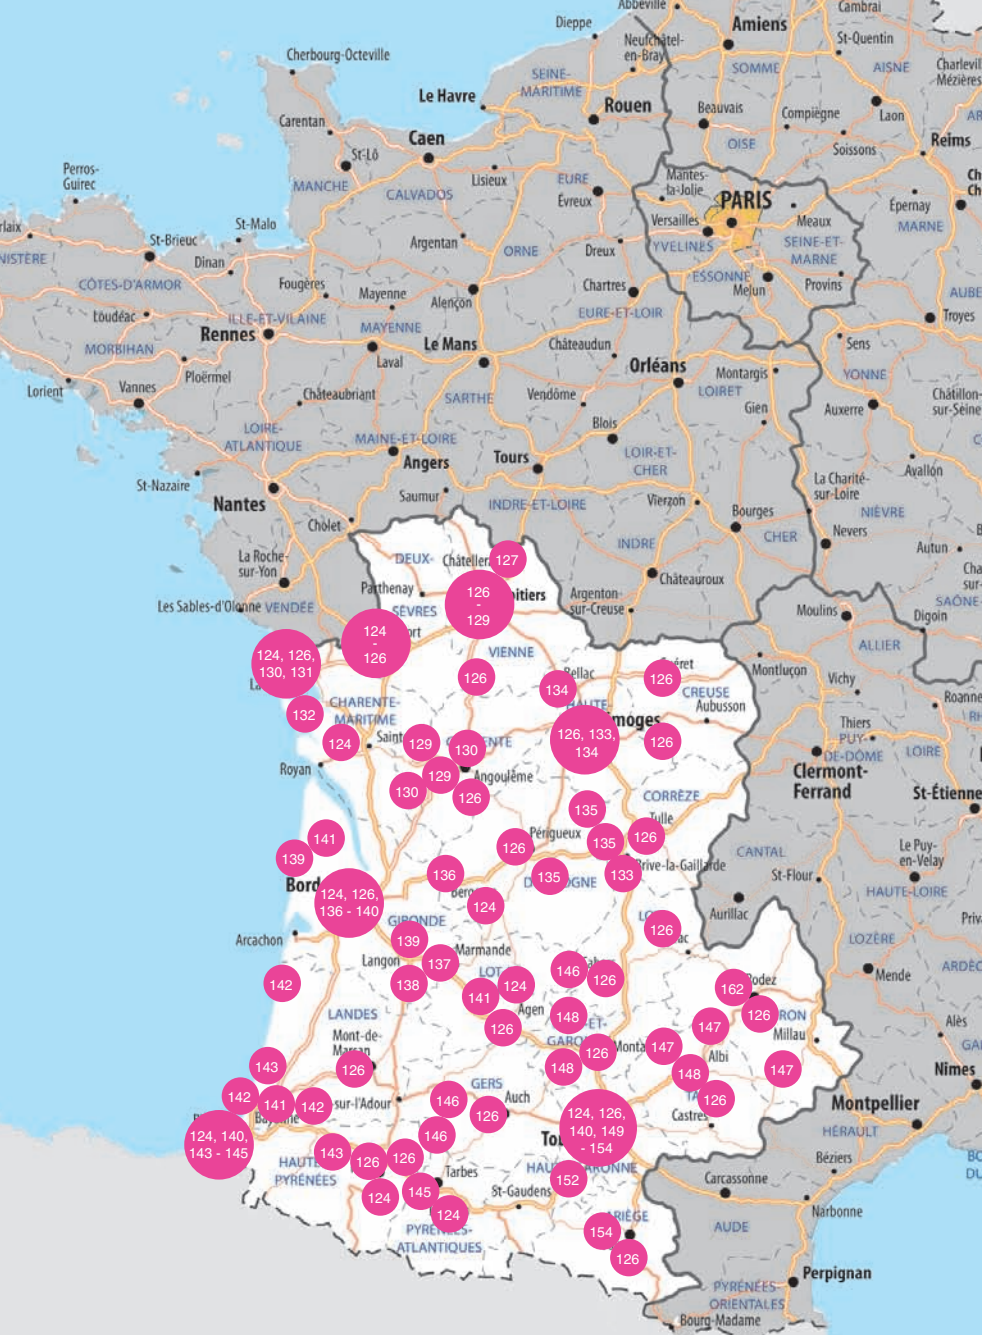 Abbeville
Cambrai
Dieppe
Amiens
Neufchâtel-
en-Bray
St-Quentin
Cherbourg-Octeville
SOMME
AISNE
SEINE-
MARITIME
Le Havre
Rouen
Beauvais
Compiègne
Laon
Carentan
Caen
OISE
Soissons
Reims
St-Lô
Lisieux
EURE
Mantes-
la-Jolie
Perros-
Guirec
MANCHE
CALVADOS
Évreux
PARIS
Épernay
Versailles
Meaux
MARNE
St-Malo
St-Brieuc
Argentan
ORNE
Dreux
YVELINES
SEINE-ET-
MARNE
Dinan
CÔTES-D'ARMOR
Fougères
Mayenne
Alençon
Chartres
ESSONNE
Melun
Provins
Loudéac
ILLE-ET-VILAINE
EURE-ET-LOIR
Troyes
Rennes
MAYENNE
Le Mans
Châteaudun
Sens
MORBIHAN
Laval
Ploërmel
Orléans
Montargis
YONNE
Lorient
Vannes
Châteaubriant
SARTHE
Vendôme
LOIRET
Châtillon-
sur-Seine
Gien
Auxerre
LOIRE-
ATLANTIQUE
MAINE-ET-LOIRE
Blois
Angers
Tours
LOIR-ET-
CHER
Avallon
St-Nazaire
Saumur
La Charité-
sur-Loire
Nantes
INDRE-ET-LOIRE
Vierzon
Bourges
NIÈVRE
Cholet
CHER
Nevers
La Roche-
sur-Yon
DEUX-
Châteller
127
INDRE
Autun
Parthenay
126
-
129
oitiers
Châteauroux
Argenton-
sur-Creuse
Les Sables-d'Olonne
VENDÉE
SÈVRES
Moulins
Digoin
124
-
126
ort
124, 126,
130, 131
VIENNE
ALLIER
126
Bellac
134
126
CREUSE
Aubusson
Montluçon
Vichy
Roanne
132
CHARENTE-
MARITIME
HAUTE-
126, 133,
134
moges
126
Thiers
PUY-
DE-DÔME
LOIRE
124
129
130
Royan
129
Angoulême
Clermont-
Ferrand
130
126
CORRÈZE
St-Étienne
135
Tulle
141
Périgueux
126
135
126
139
Brive-la-Gaillarde
CANTAL
Le Puy-
en-Velay
136
135
133
St-Flour
HAUTE-LOIRE
124, 126,
136 - 140
124
Aurillac
GIRONDE
126
LOZÈRE
Arcachon
139
Langon
Marmande
137
146
126
Mende
142
138
LOT
124
162
Rodez
141
Agen
148
126
LANDES
126
147
Millau
Alès
Mont-de-
Marsan
147
143
126
126
148
Albi
148
147
Nîmes
142
141
142
-sur-l'Adour
GERS
146
Auch
126
126
Castres
Montpellier
124, 140,
143 - 145
124, 126,
140, 149
- 154
146
HÉRAULT
143
126
126
152
Béziers
PYRÉNÉES
Tarbes
124
145
St-Gaudens
Carcassonne
124
Narbonne
PYRÉNÉES-
ATLANTIQUES
ARIÈGE
154
AUDE
126
Perpignan
PYRÉNÉES-
ORIENTALES
Bourg-Madame